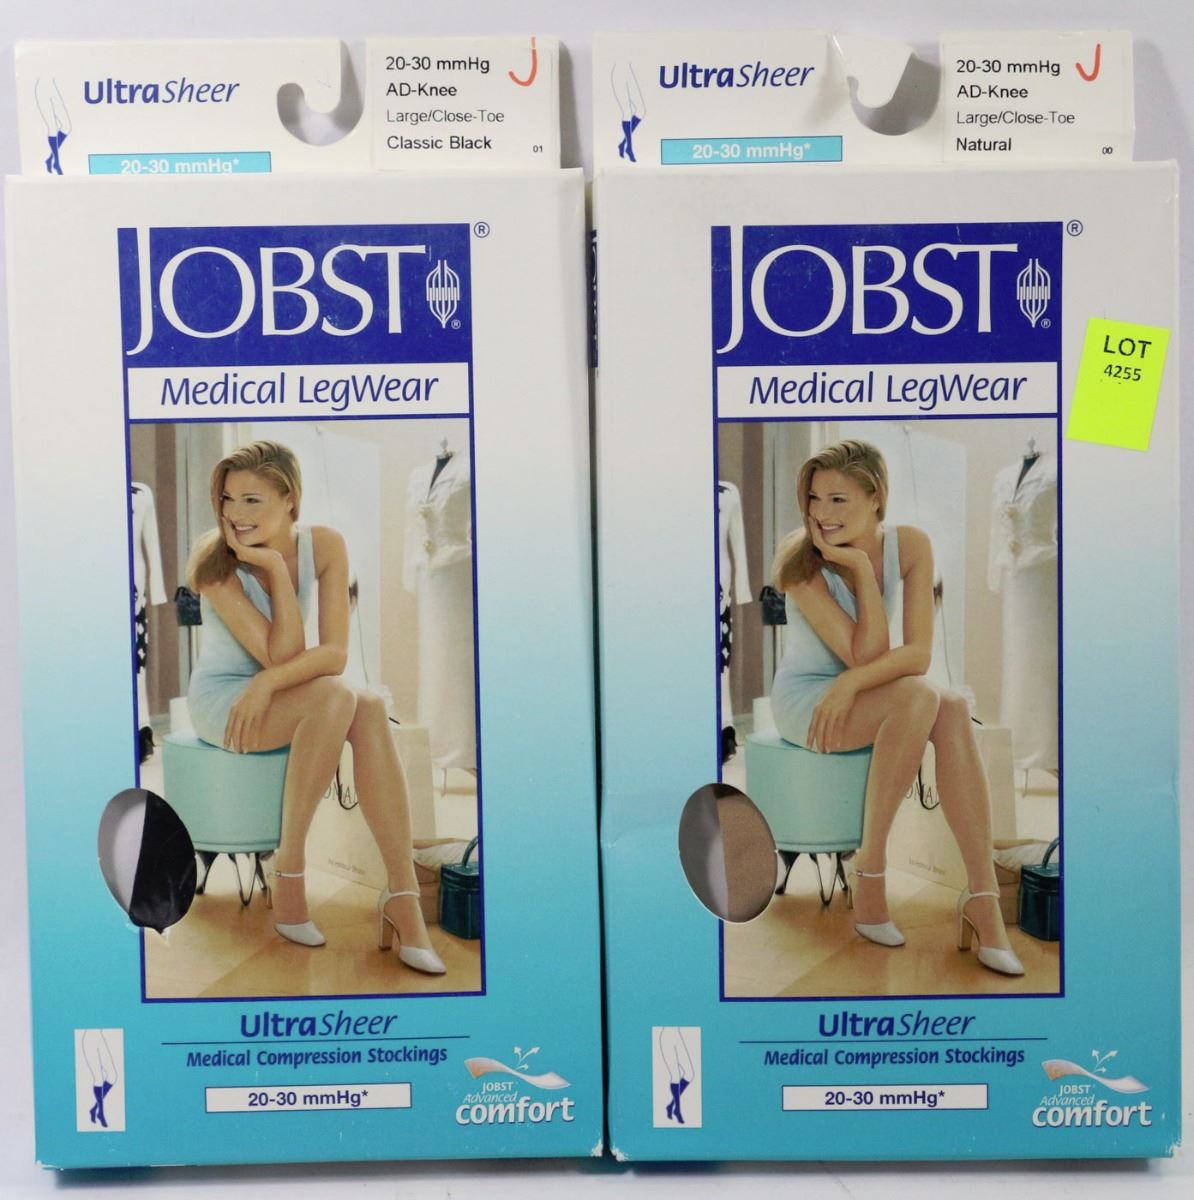 UltraSheer
20-30 mmHg*
20-30 mmHg
AD-Knee
Large/Close-Toe
Classic Black 01
J
JOBST®
®
Medical LegWear
UltraSheer
Medical Compression Stockings
20-30 mmHg*
JOBST
Advanced
comfort
UltraSheer
20-30 mmHg*
20-30 mmHg
AD-Knee
Large/Close-Toe
Natural 00
J
JOBST®
®
Medical LegWear
LOT
4255
UltraSheer
Medical Compression Stockings
20-30 mmHg*
JOBST
Advanced
comfort